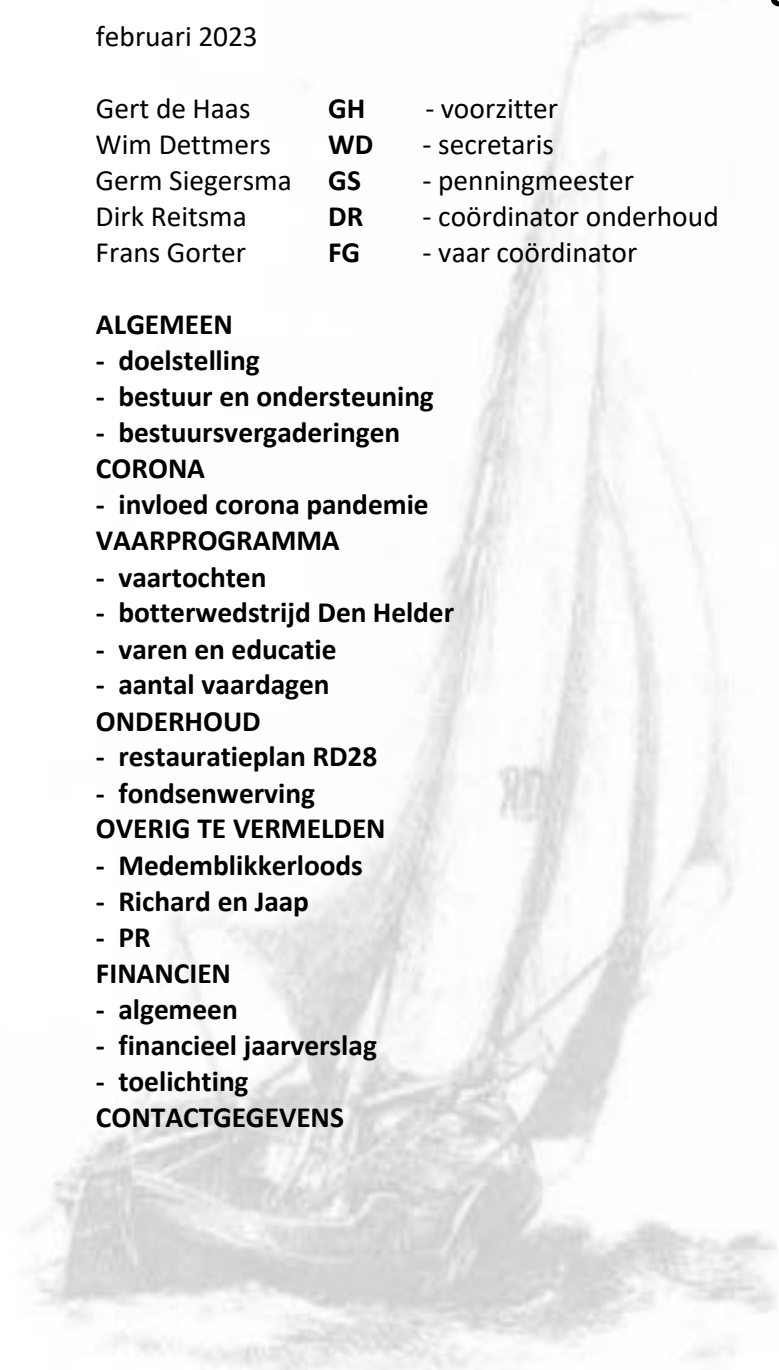 februari 2023
Gert de Haas GH - voorzitter
Wim Dettmers WD - secretaris
Germ Siegersma GS - penningmeester
Dirk Reitsma DR - coördinator onderhoud
Frans Gorter FG - vaar coördinator
ALGEMEEN
- doelstelling
- bestuur en ondersteuning
- bestuursvergaderingen
CORONA
- invloed corona pandemie
VAARPROGRAMMA
- vaartochten
- botterwedstrijd Den Helder
- varen en educatie
- aantal vaardagen
ONDERHOUD
- restauratieplan RD28
- fondsenwerving
OVERIG TE VERMELDEN
- Medemblikkerloods
- Richard en Jaap
- PR
FINANCIEN
- algemeen
- financieel jaarverslag
- toelichting
CONTACTGEGEVENS